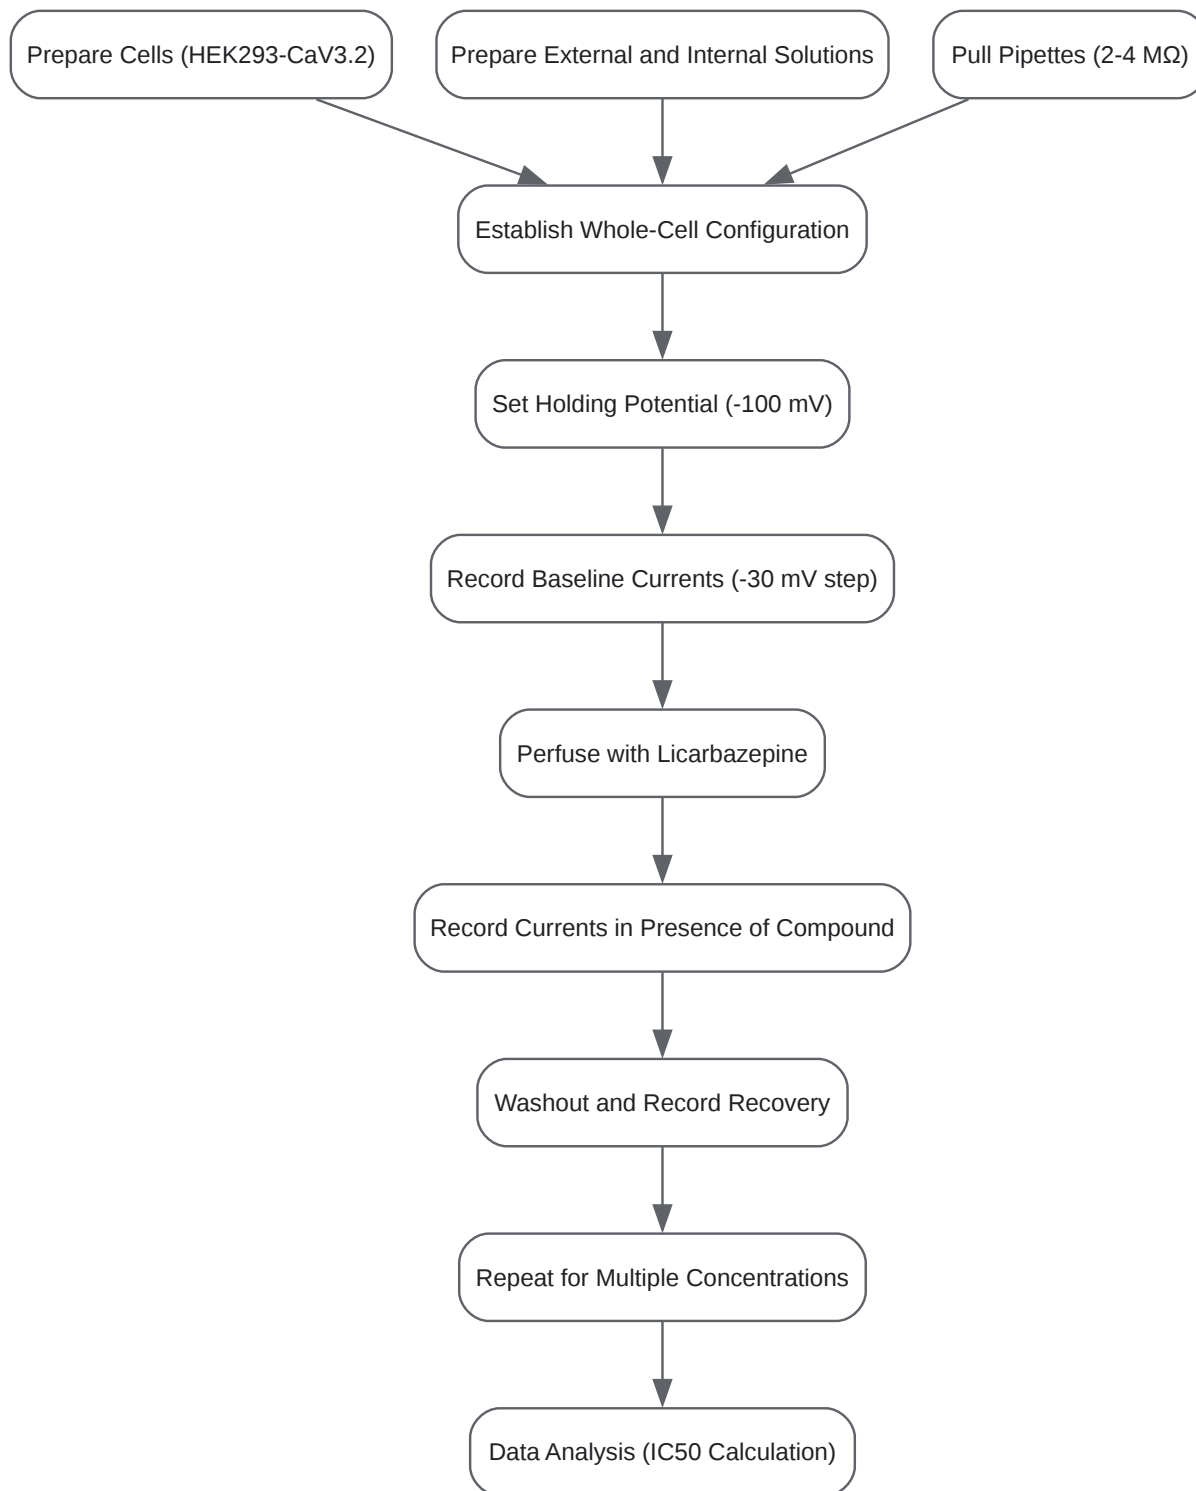 Prepare Cells (HEK293-CaV3.2)
Prepare External and Internal Solutions
Pull Pipettes (2-4 MΩ)
Establish Whole-Cell Configuration
Set Holding Potential (-100 mV)
Record Baseline Currents (-30 mV step)
Perfuse with Licarbazepine
Record Currents in Presence of Compound
Washout and Record Recovery
Repeat for Multiple Concentrations
Data Analysis (IC50 Calculation)